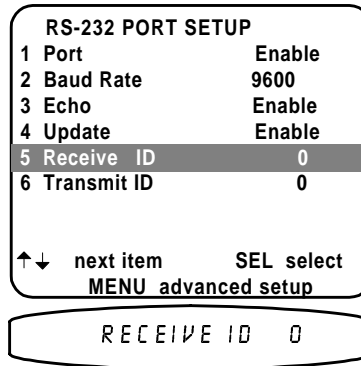 RS-232 PORT SETUP
1 Port Enable
2 Baud Rate 9600
3 Echo Enable
4 Update Enable
5 Receive ID 0
6 Transmit ID 0
↑↓ next item SEL select
MENU advanced setup
RECEIVE ID 0